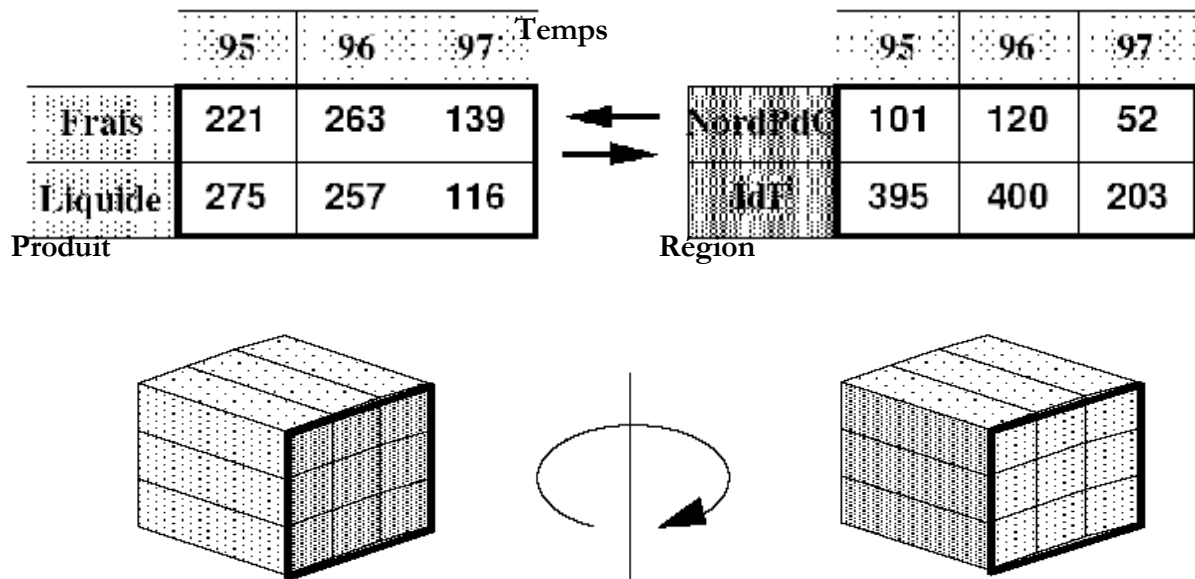 95 96 97 Temps
Frais 221 263 139
Liquide 275 257 116
Produit
95 96 97
NordPdC 101 120 52
IdF 395 400 203
Région